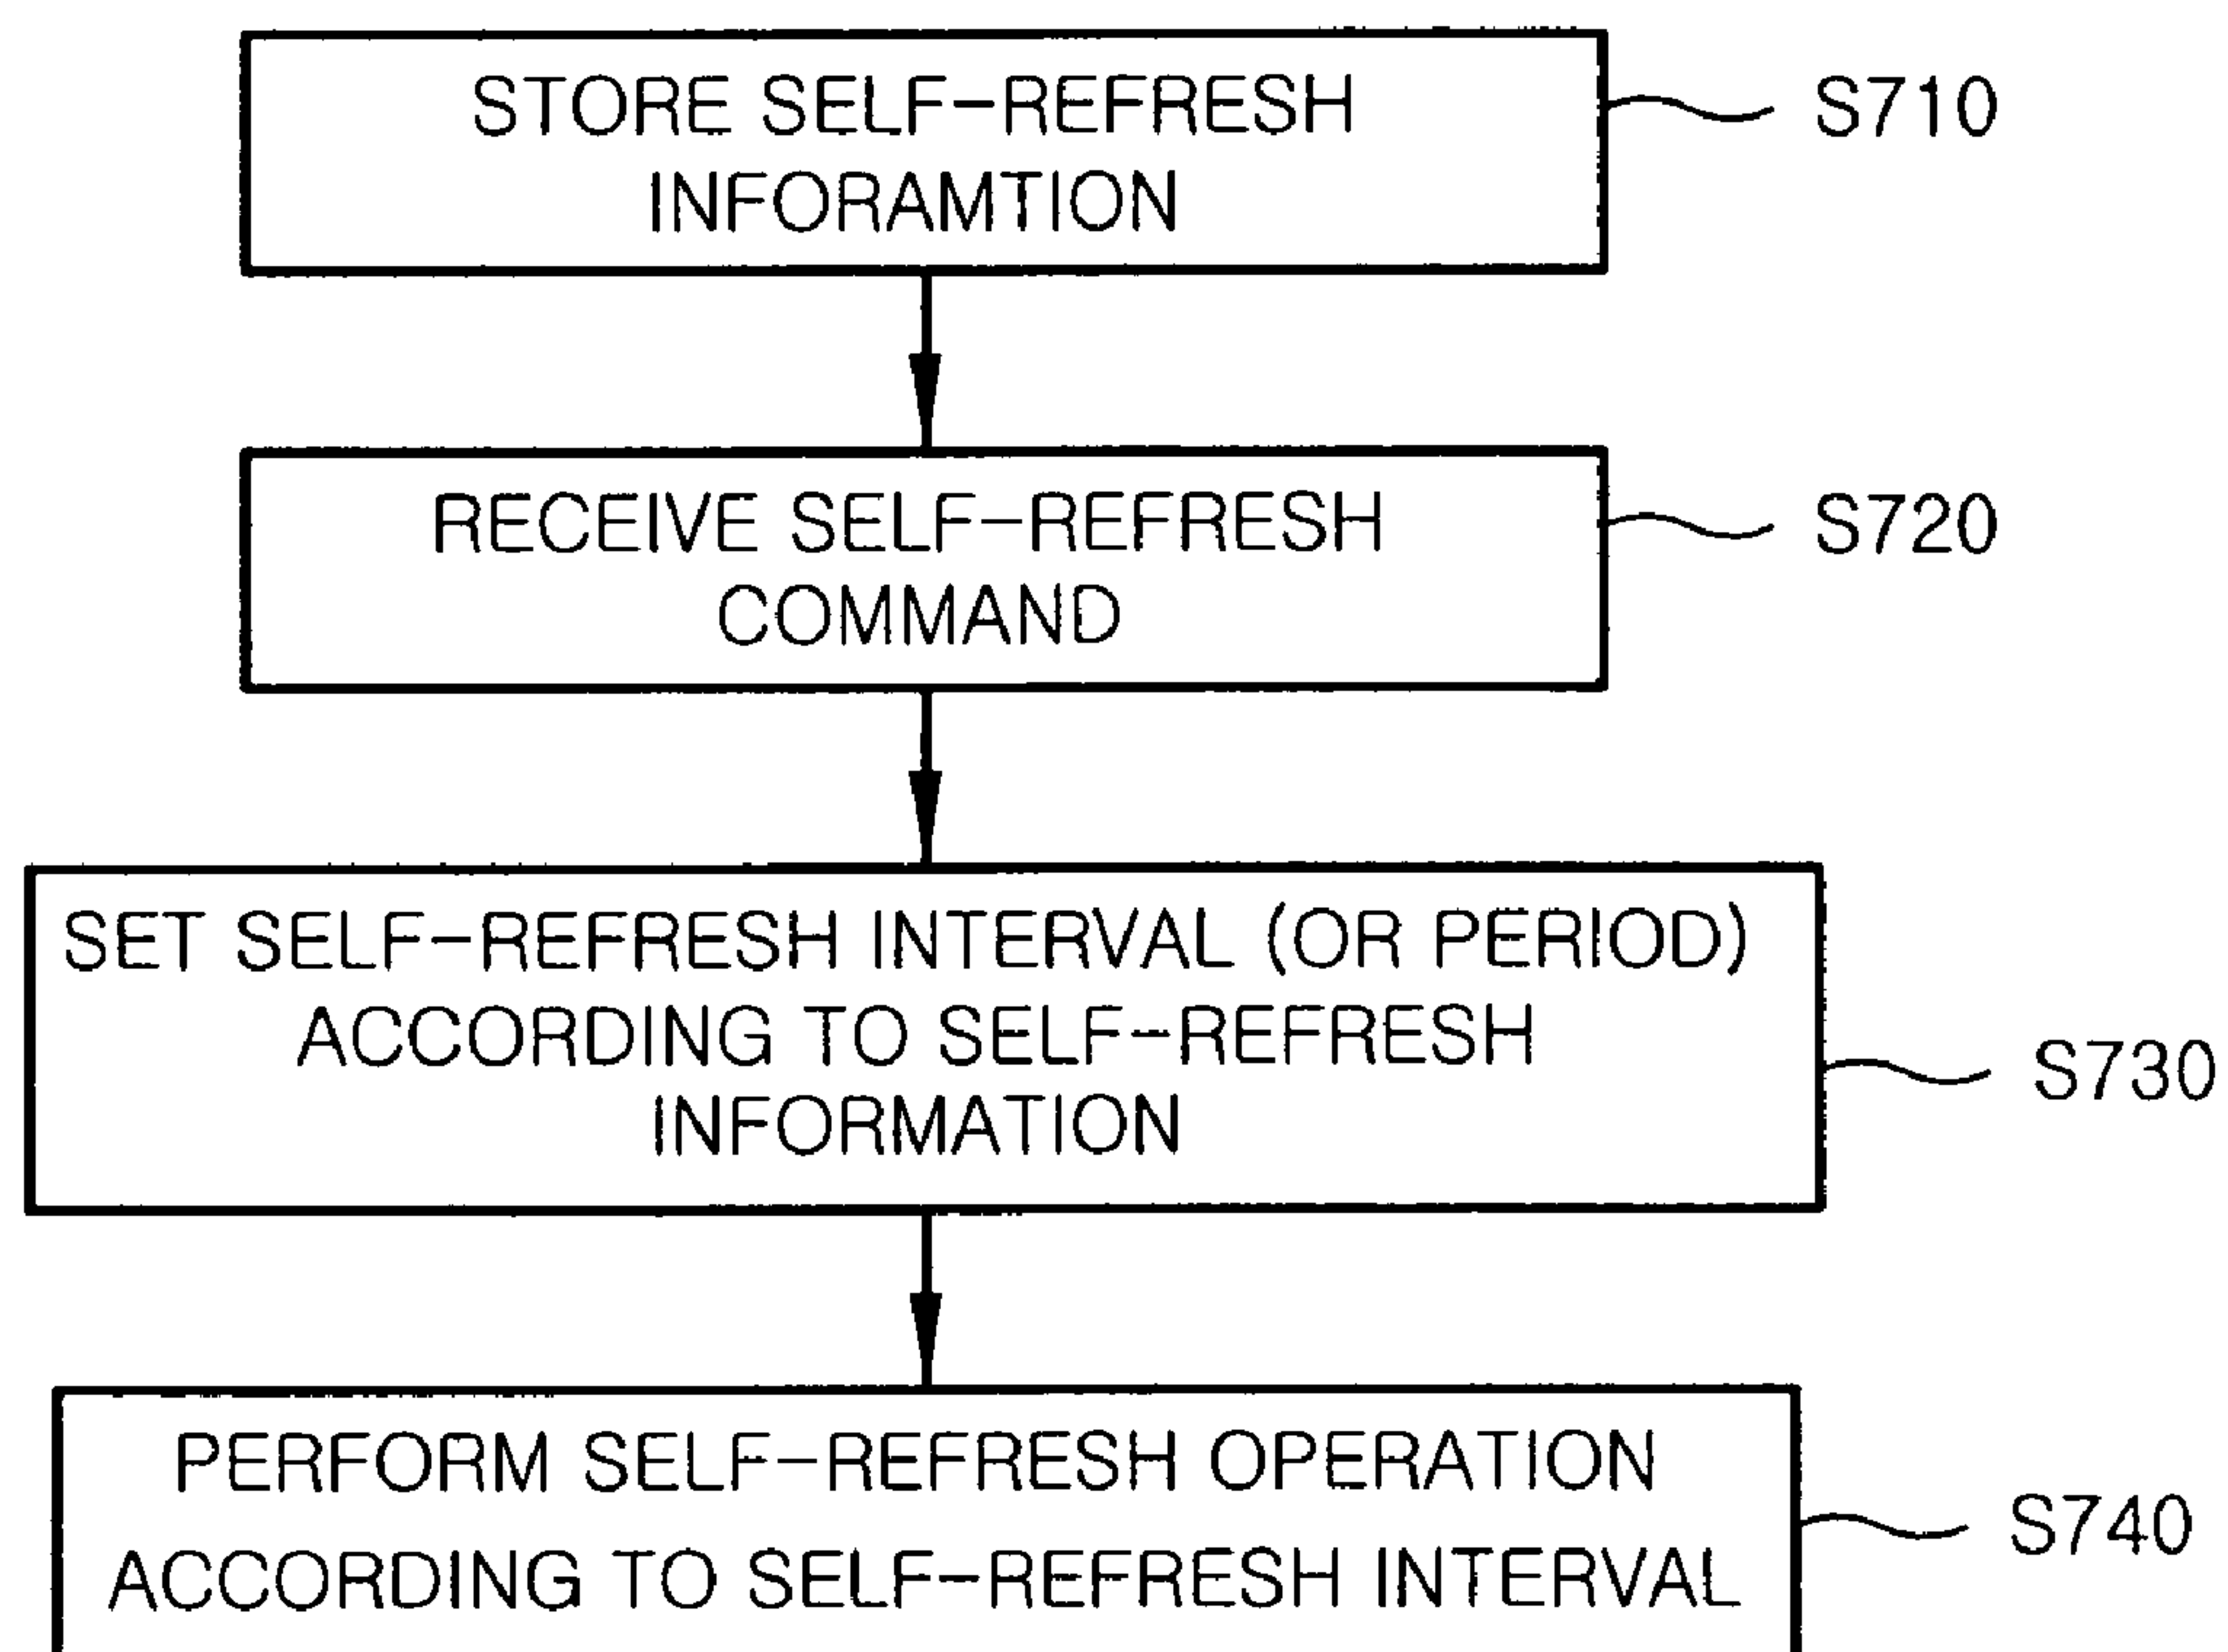 STORE SELF-REFRESH
INFORAMTION
S710
RECEIVE SELF-REFRESH
COMMAND
S720
SET SELF-REFRESH INTERVAL (OR PERIOD)
ACCORDING TO SELF-REFRESH
INFORMATION
S730
PERFORM SELF-REFRESH OPERATION
ACCORDING TO SELF-REFRESH INTERVAL
S740